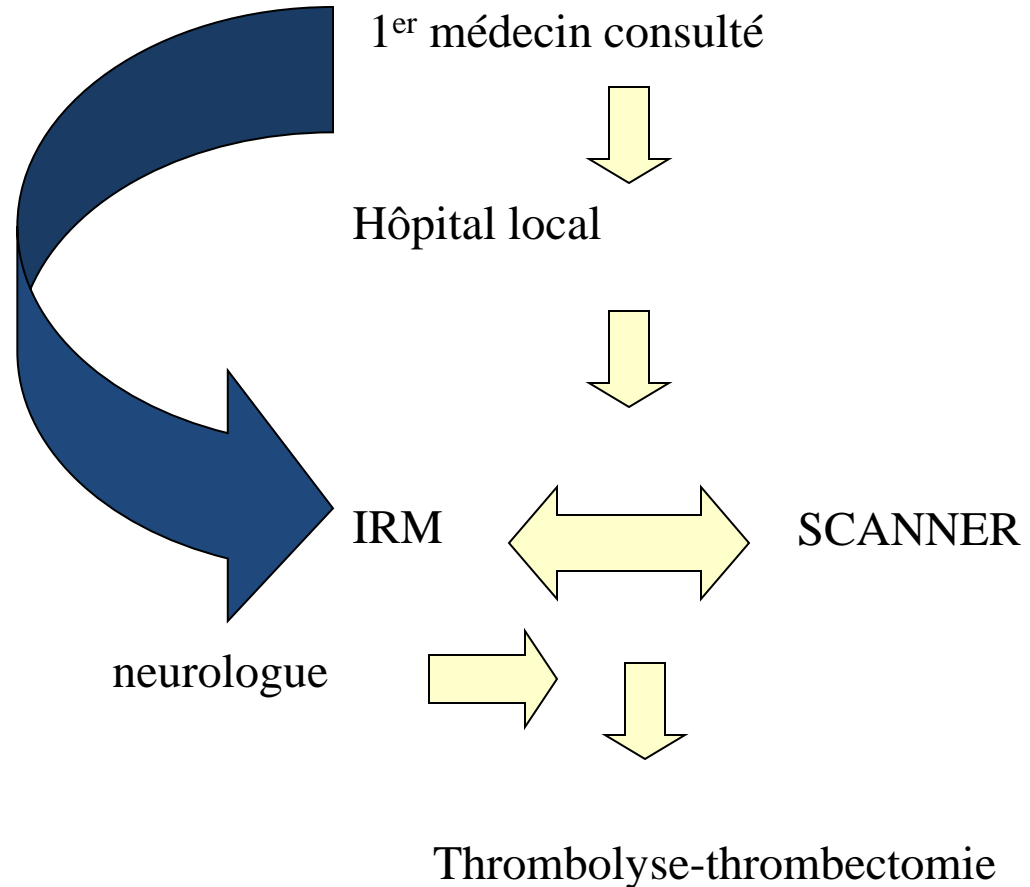 1er médecin consulté
Hôpital local
IRM
SCANNER
neurologue
Thrombolyse-thrombectomie